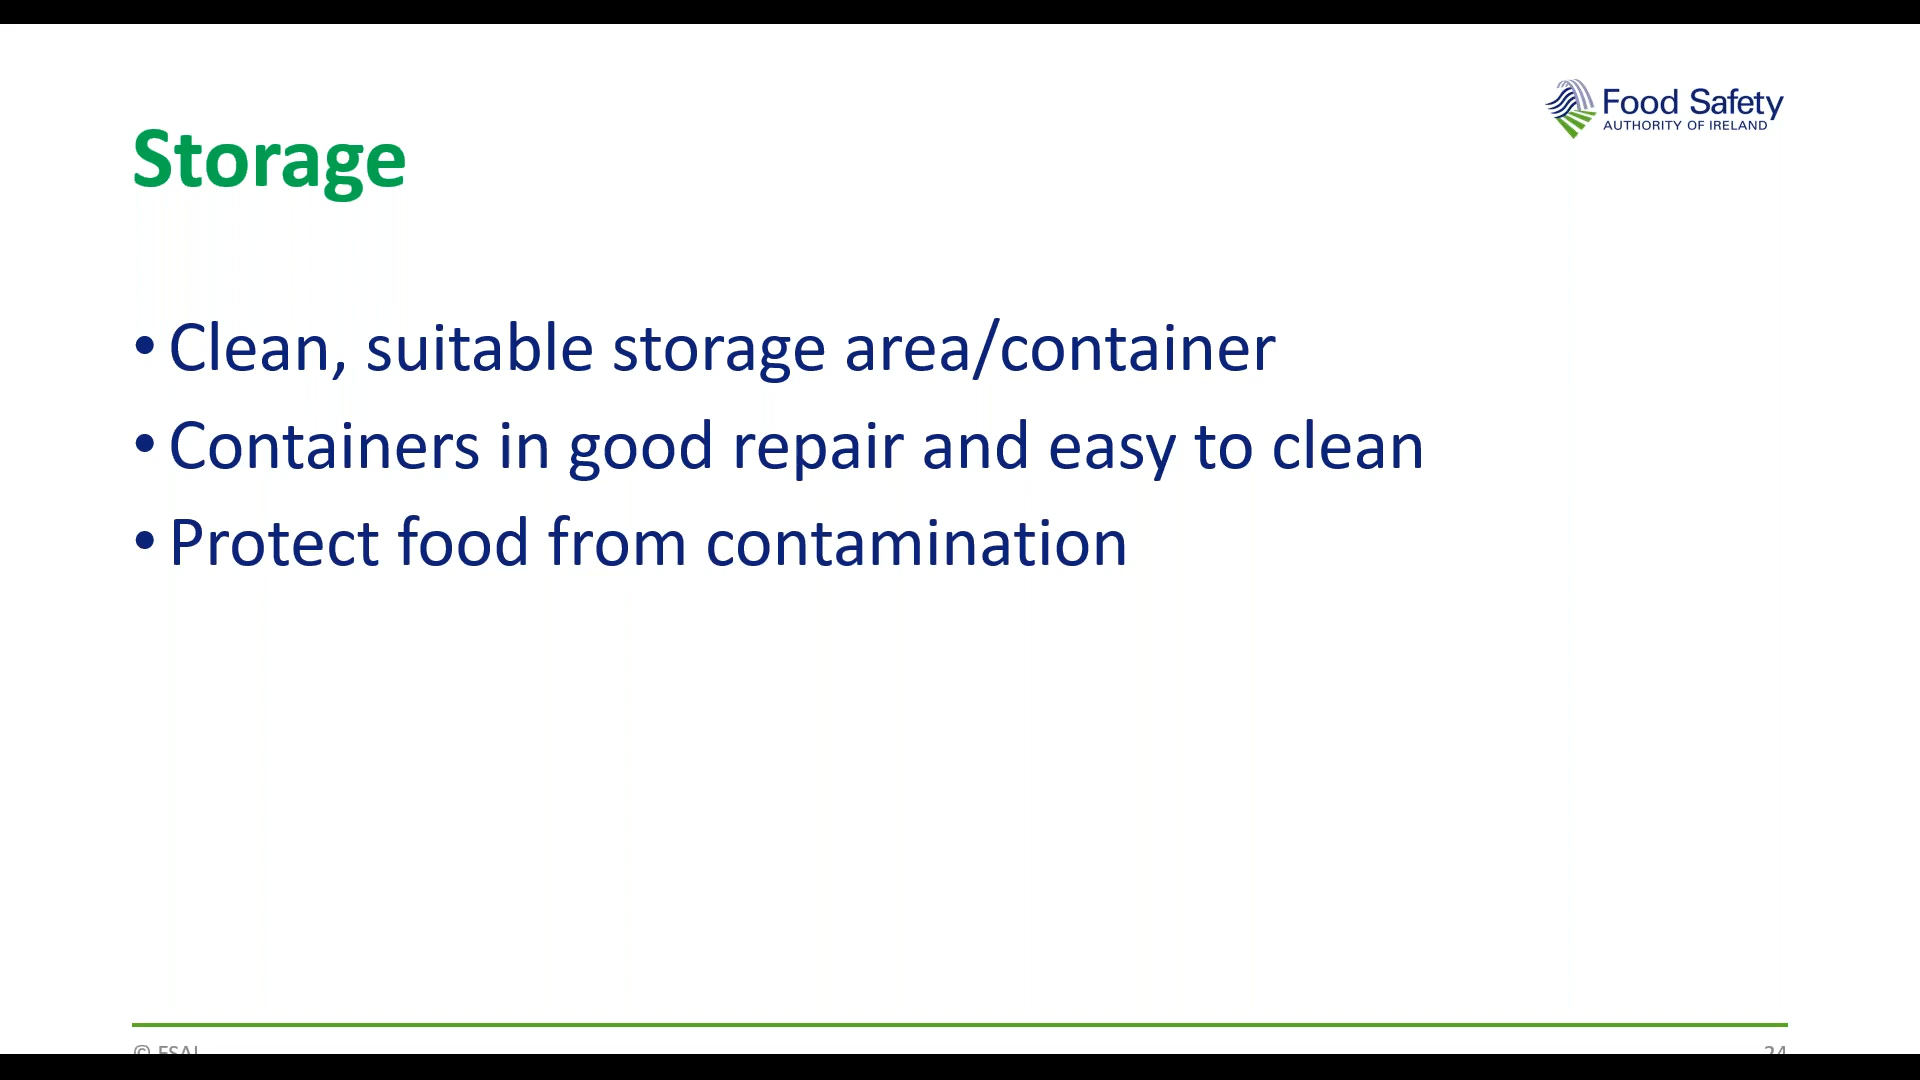 Food Safety
AUTHORITY OF IRELAND
Storage
• Clean, suitable storage area/container
• Containers in good repair and easy to clean
• Protect food from contamination
© FSAI
24